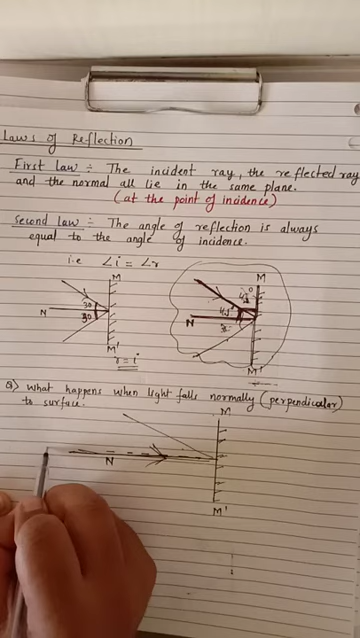 Laws of Reflection
First Law :- The incident ray, the reflected ray
and the normal all lie in the same plane.
(at the point of incidence)
Second law :- The angle of reflection is always
equal to the angle of incidence.
i.e ∠i = ∠r
M
N
30
30
M'
r = i
M
45°
N
M'
Q) What happens when light falls normally (perpendicular)
to surface.
M
N
M'